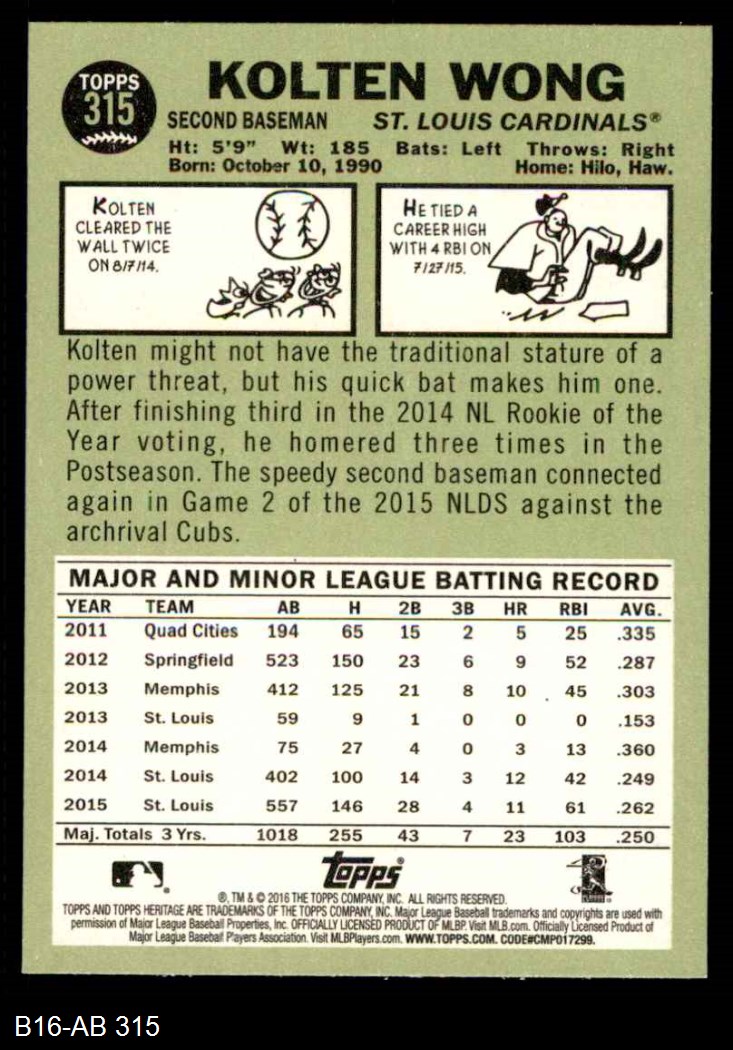 TOPPS
315
KOLTEN WONG
SECOND BASEMAN ST. LOUIS CARDINALS®
Ht: 5'9" Wt: 185 Bats: Left Throws: Right
Born: October 10, 1990 Home: Hilo, Haw.
KOLTEN
CLEARED THE
WALL TWICE
ON 8/7/14.
HE TIED A
CAREER HIGH
WITH 4 RBI ON
7/27/15.
Kolten might not have the traditional stature of a
power threat, but his quick bat makes him one.
After finishing third in the 2014 NL Rookie of the
Year voting, he homered three times in the
Postseason. The speedy second baseman connected
again in Game 2 of the 2015 NLDS against the
archrival Cubs.
MAJOR AND MINOR LEAGUE BATTING RECORD
YEAR TEAM AB H 2B 3B HR RBI AVG.
2011 Quad Cities 194 65 15 2 5 25 .335
2012 Springfield 523 150 23 6 9 52 .287
2013 Memphis 412 125 21 8 10 45 .303
2013 St. Louis 59 9 1 0 0 0 .153
2014 Memphis 75 27 4 0 3 13 .360
2014 St. Louis 402 100 14 3 12 42 .249
2015 St. Louis 557 146 28 4 11 61 .262
Maj. Totals 3 Yrs. 1018 255 43 7 23 103 .250
topps®
®, TM & © 2016 THE TOPPS COMPANY, INC. ALL RIGHTS RESERVED.
TOPPS AND TOPPS HERITAGE ARE TRADEMARKS OF THE TOPPS COMPANY, INC. Major League Baseball trademarks and copyrights are used with
permission of Major League Baseball Properties, Inc. OFFICIALLY LICENSED PRODUCT OF MLBP. Visit MLB.com. Officially Licensed Product of
Major League Baseball Players Association. Visit MLBPlayers.com. WWW.TOPPS.COM. CODE#CMP017299.
B16-AB 315